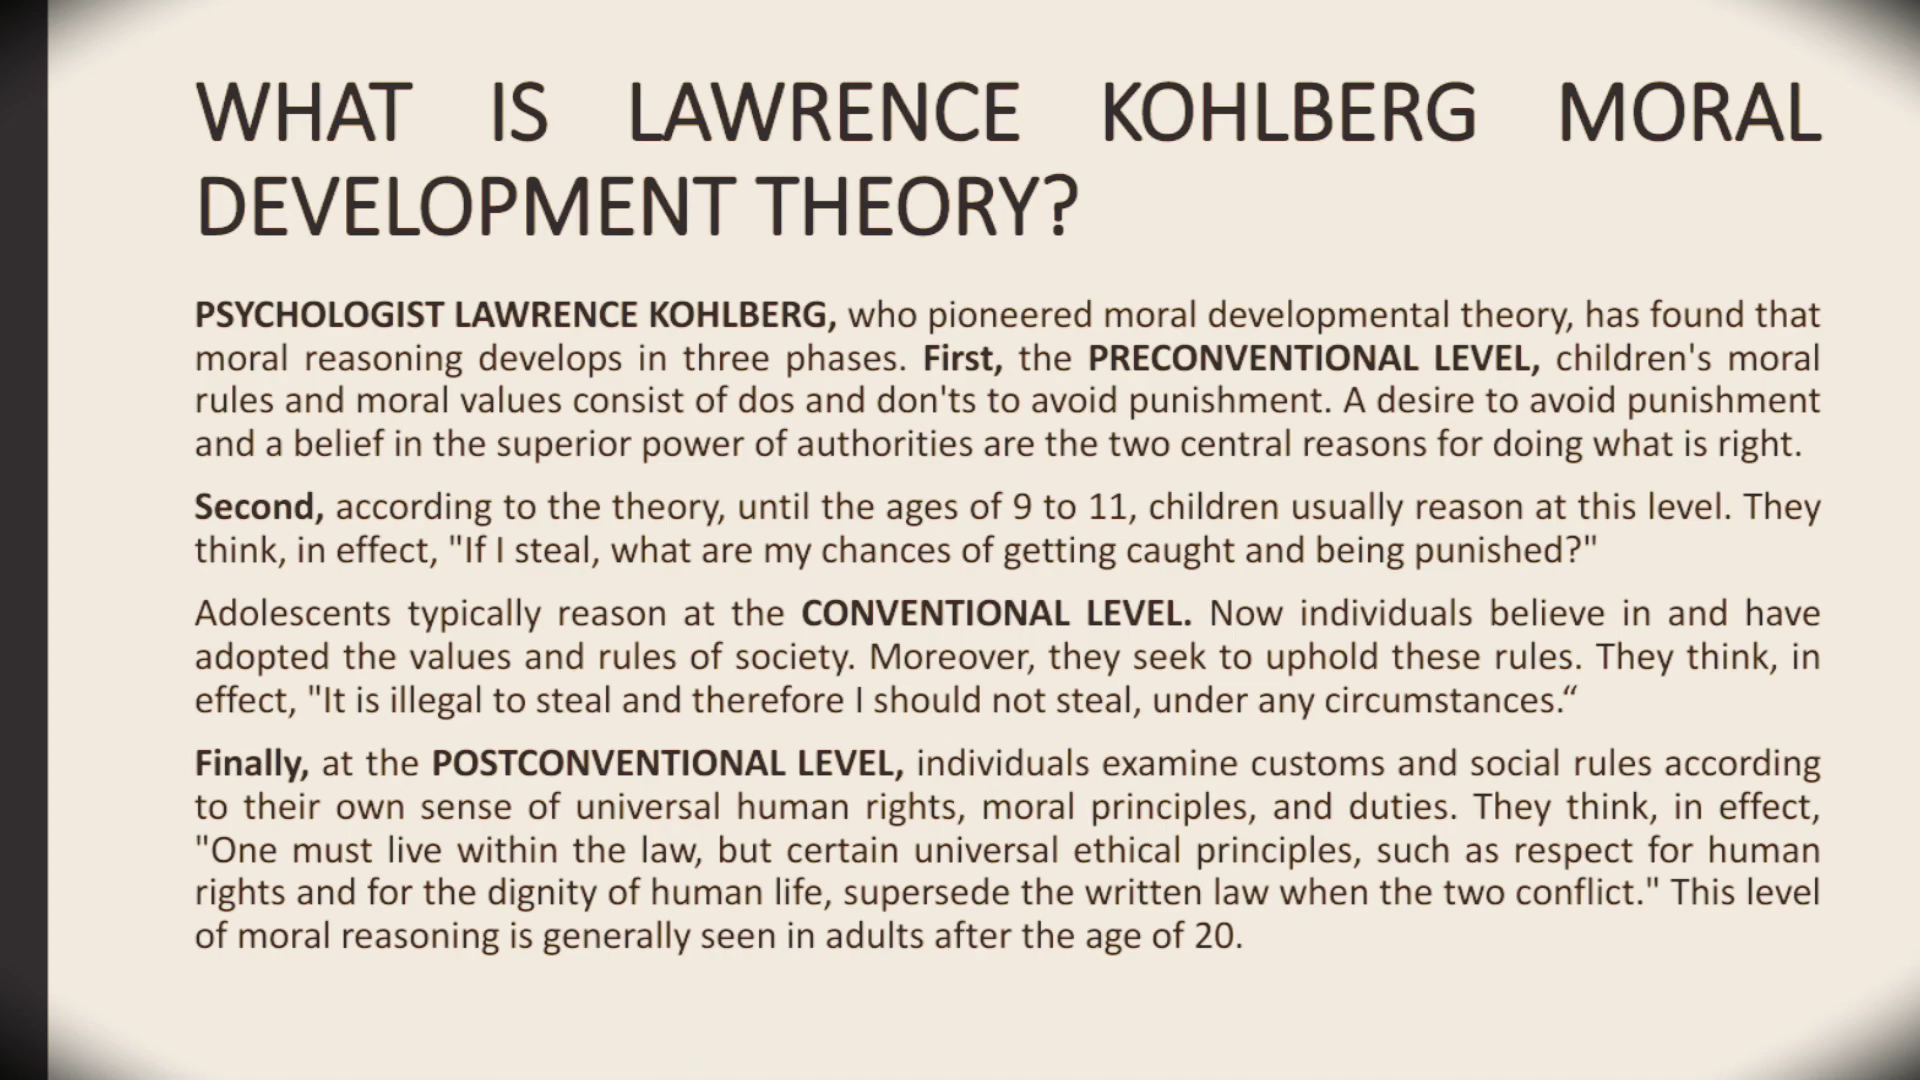 WHAT IS LAWRENCE KOHLBERG MORAL
DEVELOPMENT THEORY?
PSYCHOLOGIST LAWRENCE KOHLBERG, who pioneered moral developmental theory, has found that
moral reasoning develops in three phases. First, the PRECONVENTIONAL LEVEL, children's moral
rules and moral values consist of dos and don'ts to avoid punishment. A desire to avoid punishment
and a belief in the superior power of authorities are the two central reasons for doing what is right.
Second, according to the theory, until the ages of 9 to 11, children usually reason at this level. They
think, in effect, "If I steal, what are my chances of getting caught and being punished?"
Adolescents typically reason at the CONVENTIONAL LEVEL. Now individuals believe in and have
adopted the values and rules of society. Moreover, they seek to uphold these rules. They think, in
effect, "It is illegal to steal and therefore I should not steal, under any circumstances.“
Finally, at the POSTCONVENTIONAL LEVEL, individuals examine customs and social rules according
to their own sense of universal human rights, moral principles, and duties. They think, in effect,
"One must live within the law, but certain universal ethical principles, such as respect for human
rights and for the dignity of human life, supersede the written law when the two conflict." This level
of moral reasoning is generally seen in adults after the age of 20.